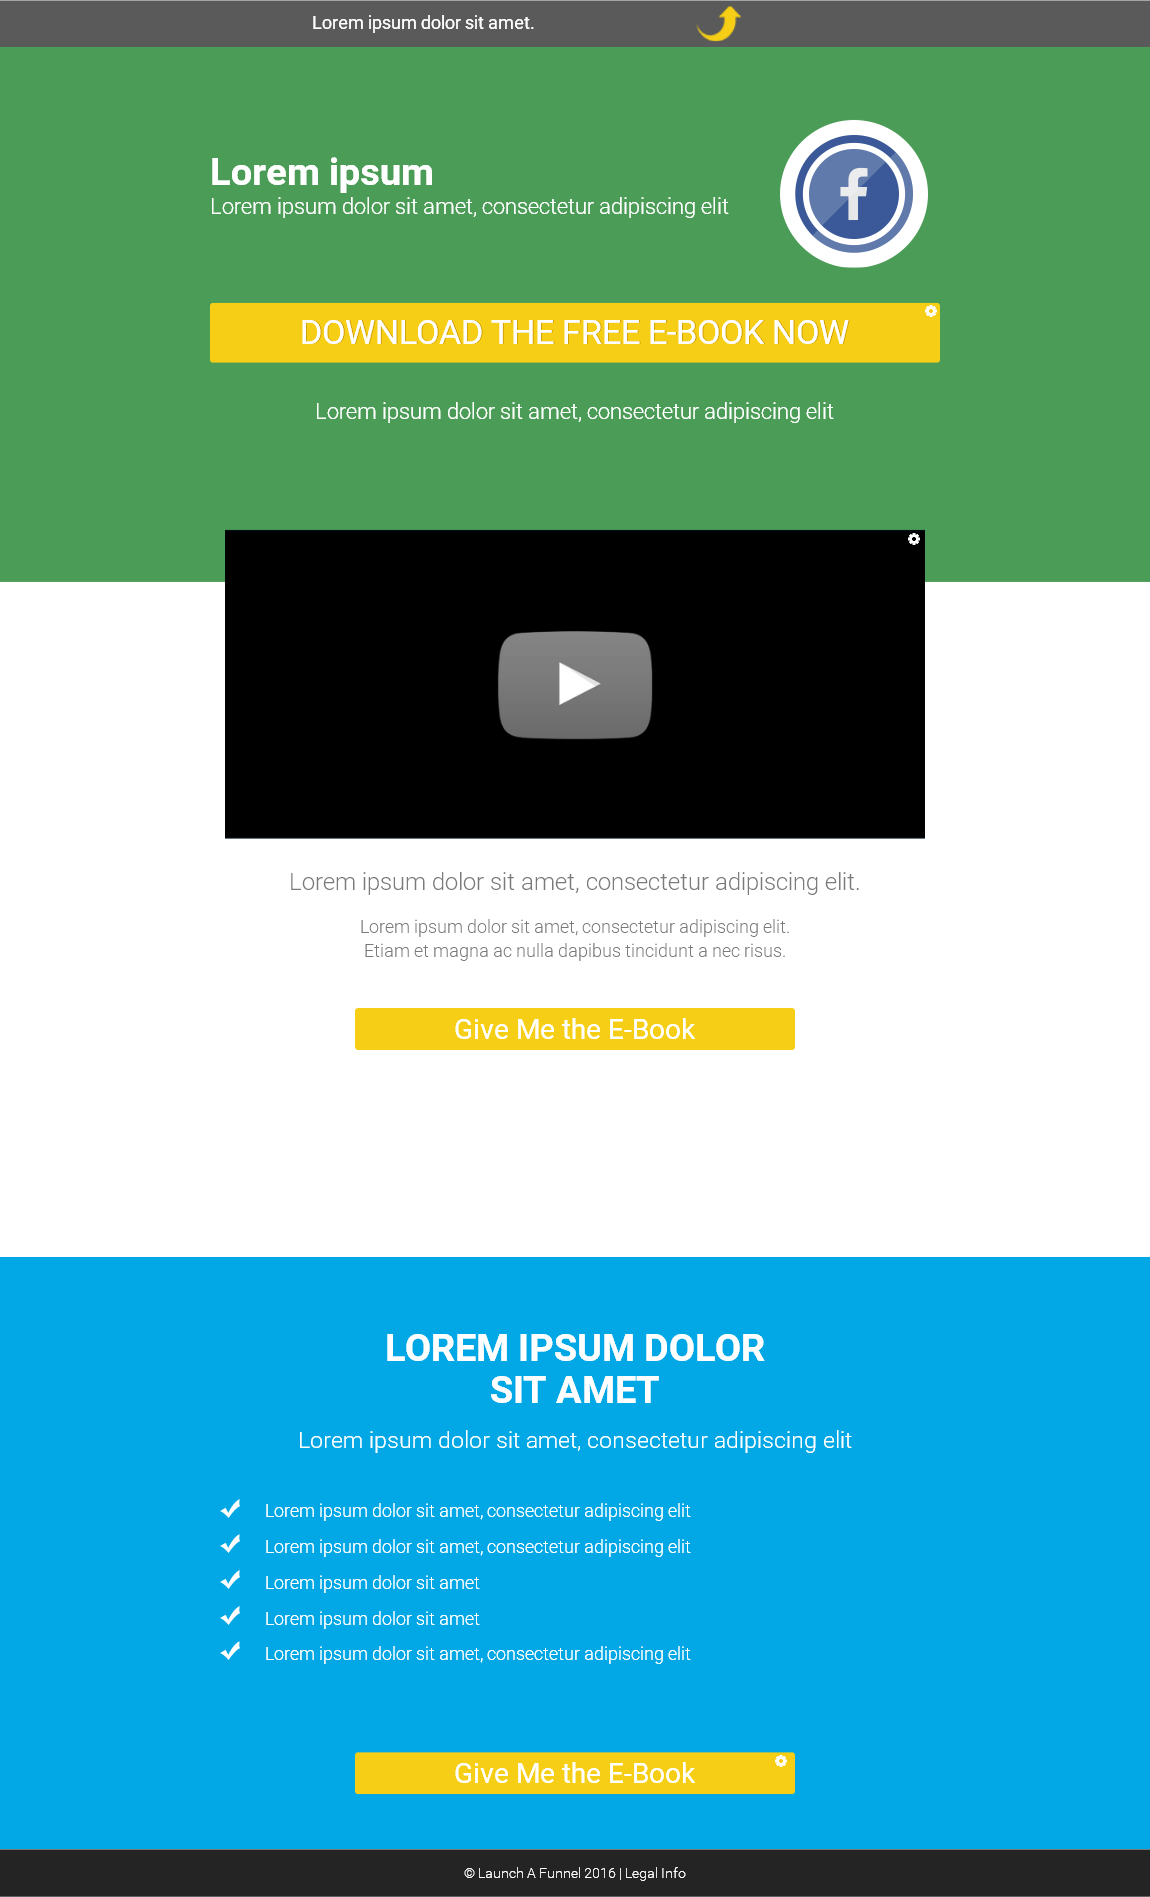 Lorem ipsum dolor sit amet.
Lorem ipsum
Lorem ipsum dolor sit amet, consectetur adipiscing elit
DOWNLOAD THE FREE E-BOOK NOW
Lorem ipsum dolor sit amet, consectetur adipiscing elit
Lorem ipsum dolor sit amet, consectetur adipiscing elit.
Lorem ipsum dolor sit amet, consectetur adipiscing elit.
Etiam et magna ac nulla dapibus tincidunt a nec risus.
Give Me the E-Book
LOREM IPSUM DOLOR
SIT AMET
Lorem ipsum dolor sit amet, consectetur adipiscing elit
Lorem ipsum dolor sit amet, consectetur adipiscing elit
Lorem ipsum dolor sit amet, consectetur adipiscing elit
Lorem ipsum dolor sit amet
Lorem ipsum dolor sit amet
Lorem ipsum dolor sit amet, consectetur adipiscing elit
Give Me the E-Book
© Launch A Funnel 2016 | Legal Info